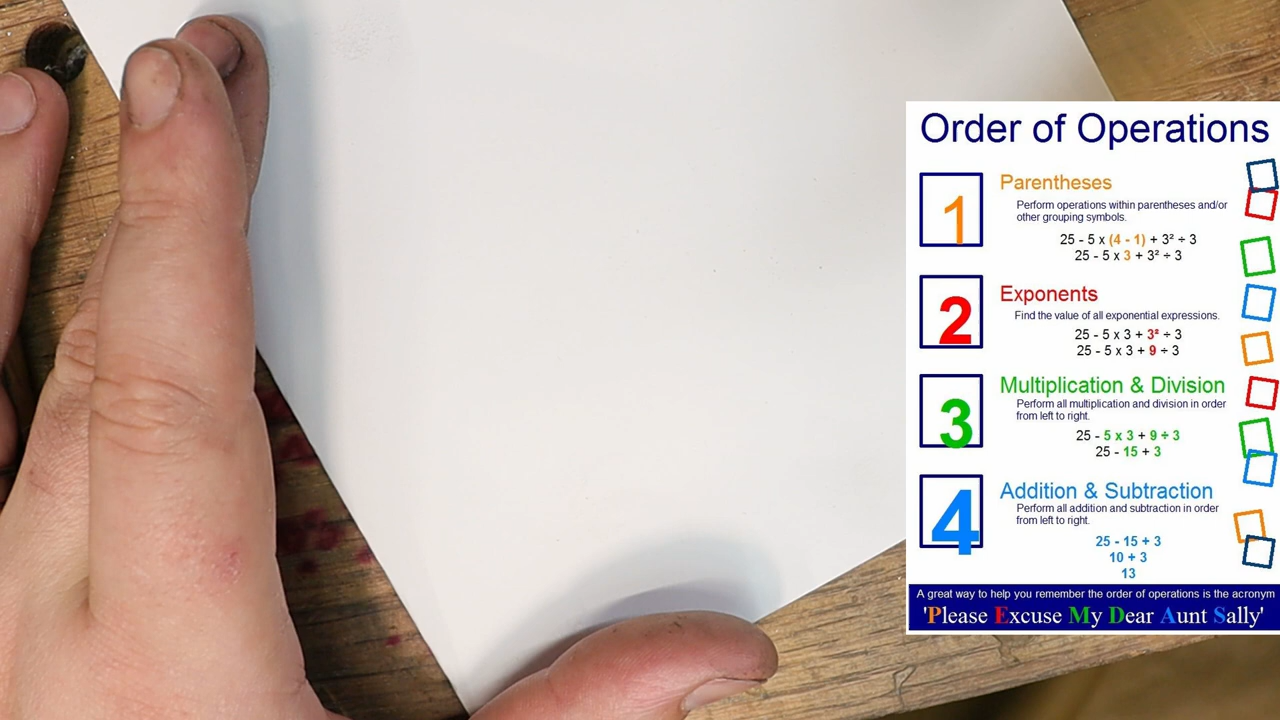 Order of Operations
1
Parentheses
Perform operations within parentheses and/or
other grouping symbols.
25 - 5 x (4 - 1) + 3² ÷ 3
25 - 5 x 3 + 3² ÷ 3
2
Exponents
Find the value of all exponential expressions.
25 - 5 x 3 + 3² ÷ 3
25 - 5 x 3 + 9 ÷ 3
3
Multiplication & Division
Perform all multiplication and division in order
from left to right.
25 - 5 x 3 + 9 ÷ 3
25 - 15 + 3
4
Addition & Subtraction
Perform all addition and subtraction in order
from left to right.
25 - 15 + 3
10 + 3
13
A great way to help you remember the order of operations is the acronym
'Please Excuse My Dear Aunt Sally'